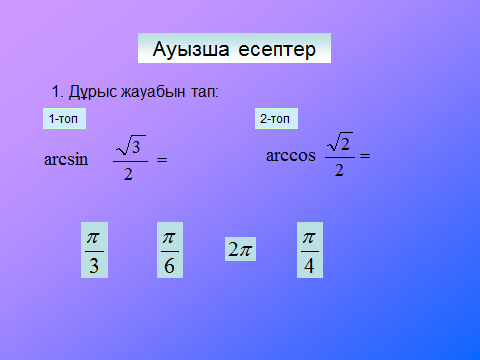 Ауызша есептер
1. Дұрыс жауабын тап:
1-топ 2-топ
arcsin √3/2 = arccos √2/2 =
π/3 π/6 2π π/4